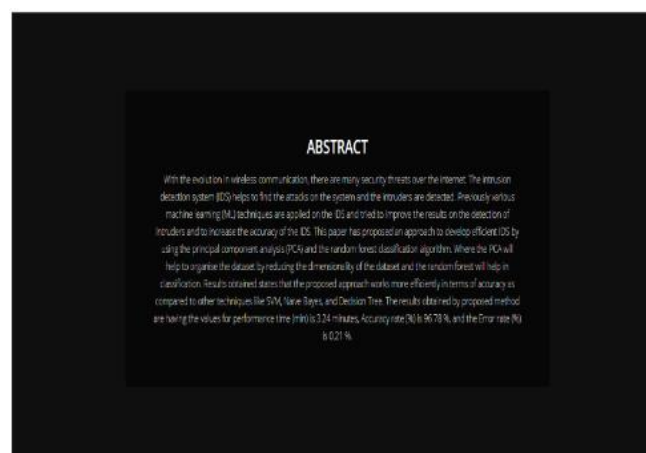 ABSTRACT
With the evolution in wireless communication, there are many security threats over the internet. The intrusion
detection system (IDS) helps to find the attacks on the system and the intruders are detected. Previously various
machine learning (ML) techniques are applied on the IDS and tried to improve the results on the detection of
intruders and to increase the accuracy of the IDS. This paper has proposed an approach to develop efficient IDS by
using the principal component analysis (PCA) and the random forest classification algorithm. Where the PCA will
help to organise the dataset by reducing the dimensionality of the dataset and the random forest will help in
classification. Results obtained states that the proposed approach works more efficiently in terms of accuracy as
compared to other techniques like SVM, Naive Bayes, and Decision Tree. The results obtained by proposed method
are having the values for performance time (min) is 3.24 minutes, Accuracy rate (%) is 96.78 %, and the Error rate (%)
is 0.21 %.